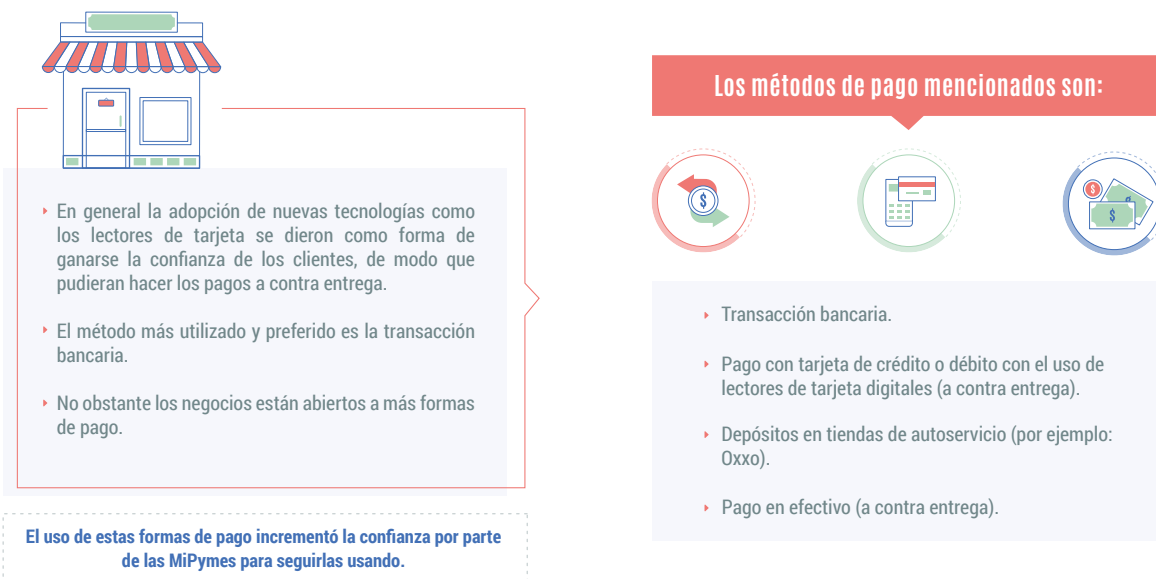 En general la adopción de nuevas tecnologías como
los lectores de tarjeta se dieron como forma de
ganarse la confianza de los clientes, de modo que
pudieran hacer los pagos a contra entrega.
El método más utilizado y preferido es la transacción
bancaria.
No obstante los negocios están abiertos a más formas
de pago.
El uso de estas formas de pago incrementó la confianza por parte
de las MiPymes para seguirlas usando.
Los métodos de pago mencionados son:
$
$
$
$
Transacción bancaria.
Pago con tarjeta de crédito o débito con el uso de
lectores de tarjeta digitales (a contra entrega).
Depósitos en tiendas de autoservicio (por ejemplo:
Oxxo).
Pago en efectivo (a contra entrega).